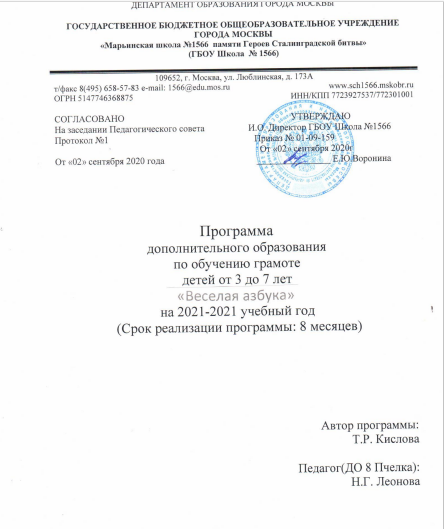 ДЕПАРТАМЕНТ ОБРАЗОВАНИЯ ГОРОДА МОСКВЫ
ГОСУДАРСТВЕННОЕ БЮДЖЕТНОЕ ОБЩЕОБРАЗОВАТЕЛЬНОЕ УЧРЕЖДЕНИЕ
ГОРОДА МОСКВЫ
«Марьинская школа №1566 памяти Героев Сталинградской битвы»
(ГБОУ Школа № 1566)
109652, г. Москва, ул. Люблинская, д. 173А
т/факс 8(495) 658-57-83 e-mail: 1566@edu.mos.ru www.sch1566.mskobr.ru
ОГРН 5147746368875 ИНН/КПП 7723927537/772301001
СОГЛАСОВАНО УТВЕРЖДАЮ
На заседании Педагогического совета И.О. Директор ГБОУ Школа №1566
Протокол №1 Приказ № 01-09-159
От «02» сентября 2020г
От «02» сентября 2020 года Е.Ю.Воронина
Программа
дополнительного образования
по обучению грамоте
детей от 3 до 7 лет
«Веселая азбука»
на 2021-2021 учебный год
(Срок реализации программы: 8 месяцев)
Автор программы:
Т.Р. Кислова
Педагог(ДО 8 Пчелка):
Н.Г. Леонова